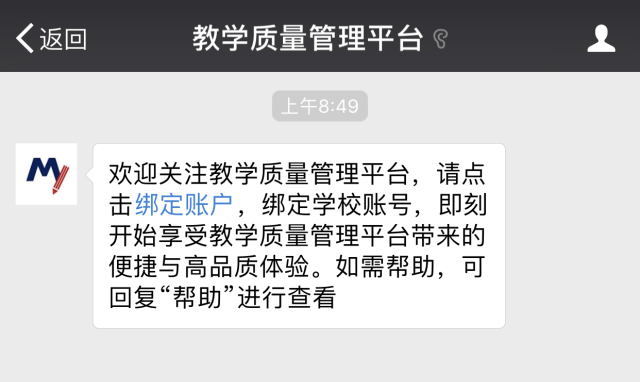 返回
教学质量管理平台
上午8:49
欢迎关注教学质量管理平台，请点
击绑定账户，绑定学校账号，即刻
开始享受教学质量管理平台带来的
便捷与高品质体验。如需帮助，可
回复“帮助”进行查看